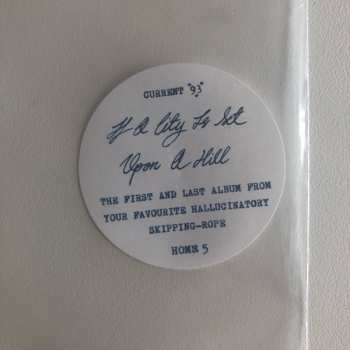 CURRENT '93'
If A City Is Set
Upon A Hill
THE FIRST AND LAST ALBUM FROM
YOUR FAVOURITE HALLUCINATORY
SKIPPING-ROPE
HOME 5